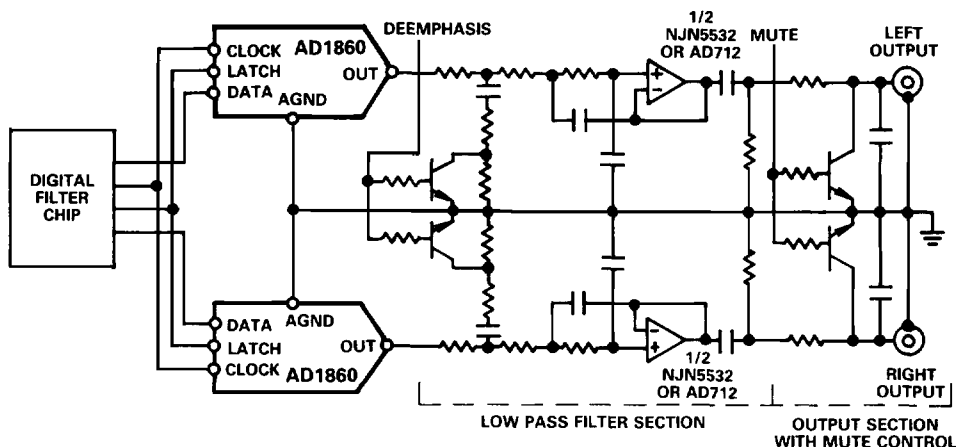 DEEMPHASIS
1/2
NJN5532
OR AD712
MUTE
LEFT
OUTPUT
AD1860
CLOCK
LATCH
DATA
OUT
AGND
DIGITAL
FILTER
CHIP
+
−
AGND
DATA
LATCH
CLOCK
OUT
AD1860
−
+
1/2
NJN5532
OR AD712
RIGHT
OUTPUT
LOW PASS FILTER SECTION
OUTPUT SECTION
WITH MUTE CONTROL